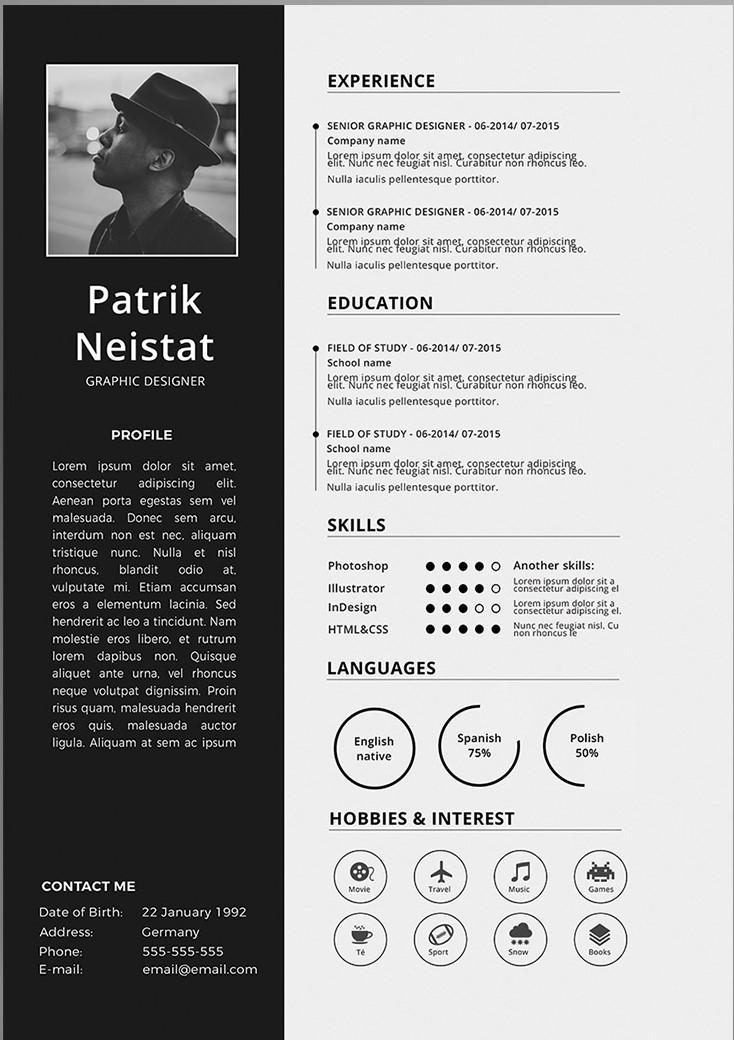 Patrik
Neistat
GRAPHIC DESIGNER
PROFILE
Lorem ipsum dolor sit amet,
consectetur adipiscing elit.
Aenean porta egestas sem vel
malesuada. Donec sem arcu,
interdum non est nec, aliquam
tristique nunc. Nulla et nisl
rhoncus, blandit odio at,
vulputate mi. Etiam accumsan
eros a elementum lacinia. Sed
hendrerit ac leo a tincidunt. Nam
molestie eros libero, et rutrum
lorem dapibus non. Quisque
aliquet ante urna, vel rhoncus
neque volutpat dignissim. Proin
risus quam, malesuada hendrerit
eros quis, malesuada auctor
ligula. Aliquam at sem ac ipsum
CONTACT ME
Date of Birth: 22 January 1992
Address: Germany
Phone: 555-555-555
E-mail: email@email.com
EXPERIENCE
SENIOR GRAPHIC DESIGNER - 06-2014/ 07-2015
Company name
Lorem ipsum dolor sit amet, consectetur adipiscing
elit. Nunc nec feugiat nisl. Curabitur non rhoncus leo.
Nulla iaculis pellentesque porttitor.
SENIOR GRAPHIC DESIGNER - 06-2014/ 07-2015
Company name
Lorem ipsum dolor sit amet, consectetur adipiscing
elit. Nunc nec feugiat nisl. Curabitur non rhoncus leo.
Nulla iaculis pellentesque porttitor.
EDUCATION
FIELD OF STUDY - 06-2014/ 07-2015
School name
Lorem ipsum dolor sit amet, consectetur adipiscing
elit. Nunc nec feugiat nisl. Curabitur non rhoncus leo.
Nulla iaculis pellentesque porttitor.
FIELD OF STUDY - 06-2014/ 07-2015
School name
Lorem ipsum dolor sit amet, consectetur adipiscing
elit. Nunc nec feugiat nisl. Curabitur non rhoncus leo.
Nulla iaculis pellentesque porttitor.
SKILLS
Photoshop
Illustrator
InDesign
HTML&CSS
Another skills:
Lorem ipsum dolor sit a
consectetur adipiscing el
Lorem ipsum dolor sit a
consectetur adipiscing el.
Nunc nec feugiat nisl. Cu
non rhoncus le
LANGUAGES
English
native
Spanish
75%
Polish
50%
HOBBIES & INTEREST
Movie
Travel
Music
Games
Té
Sport
Snow
Books